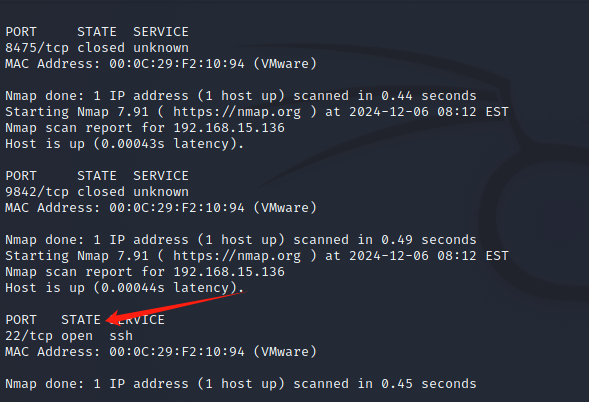 PORT     STATE  SERVICE
8475/tcp closed unknown
MAC Address: 00:0C:29:F2:10:94 (VMware)
Nmap done: 1 IP address (1 host up) scanned in 0.44 seconds
Starting Nmap 7.91 ( https://nmap.org ) at 2024-12-06 08:12 EST
Nmap scan report for 192.168.15.136
Host is up (0.00043s latency).
PORT     STATE  SERVICE
9842/tcp closed unknown
MAC Address: 00:0C:29:F2:10:94 (VMware)
Nmap done: 1 IP address (1 host up) scanned in 0.49 seconds
Starting Nmap 7.91 ( https://nmap.org ) at 2024-12-06 08:12 EST
Nmap scan report for 192.168.15.136
Host is up (0.00044s latency).
PORT   STATE SERVICE
22/tcp open  ssh
MAC Address: 00:0C:29:F2:10:94 (VMware)
Nmap done: 1 IP address (1 host up) scanned in 0.45 seconds